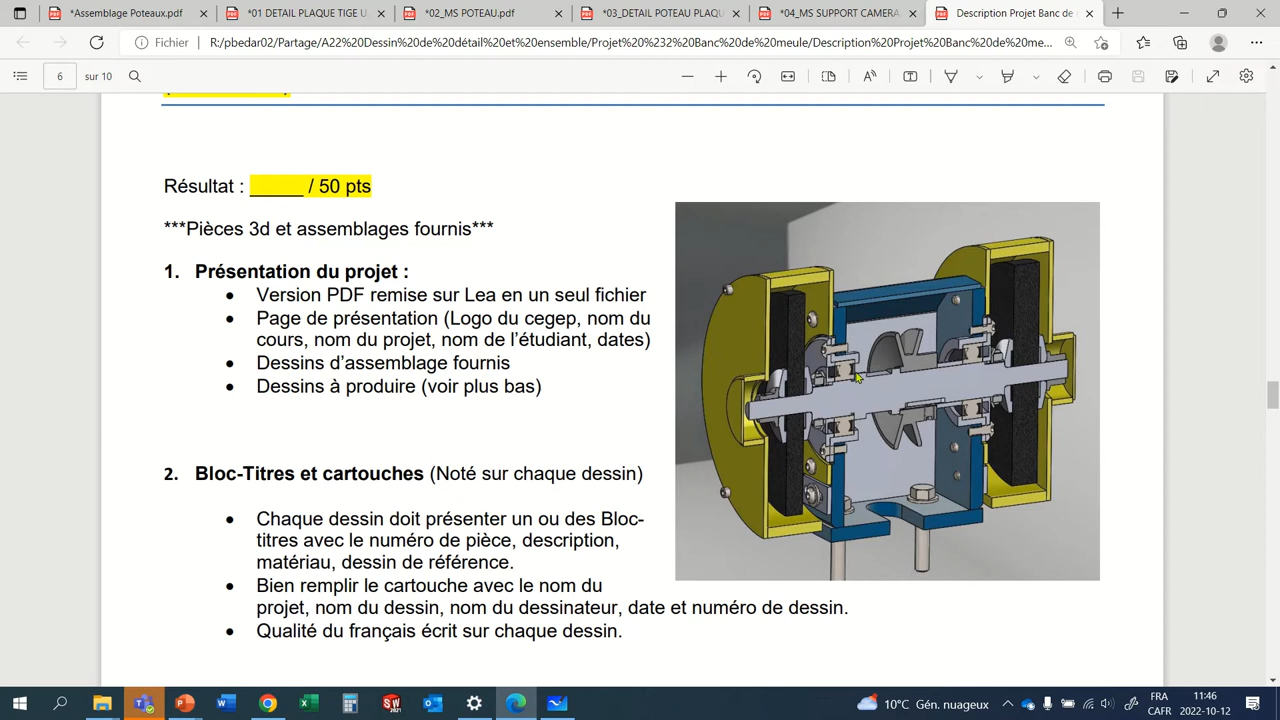 *Assemblage Poteaux.pdf
*01 DETAIL PLAQUE TIGE U
*02_MS POTEAU.pdf
*03_DETAIL POTEAU PLAQU
*04_MS SUPPORT CAMERA
Description Projet Banc de
Fichier
R:/pbedar02/Partage/A22%20Dessin%20de%20détail%20et%20ensemble/Projet%20%232%20Banc%20de%20meule/Description%20Projet%20Banc%20de%20me...
6
sur 10
Résultat : _____ / 50 pts
***Pièces 3d et assemblages fournis***
1. Présentation du projet :
• Version PDF remise sur Lea en un seul fichier
• Page de présentation (Logo du cegep, nom du
cours, nom du projet, nom de l'étudiant, dates)
• Dessins d'assemblage fournis
• Dessins à produire (voir plus bas)
2. Bloc-Titres et cartouches (Noté sur chaque dessin)
• Chaque dessin doit présenter un ou des Bloc-
titres avec le numéro de pièce, description,
matériau, dessin de référence.
• Bien remplir le cartouche avec le nom du
projet, nom du dessin, nom du dessinateur, date et numéro de dessin.
• Qualité du français écrit sur chaque dessin.
10°C Gén. nuageux
FRA
CAFR
11:46
2022-10-12